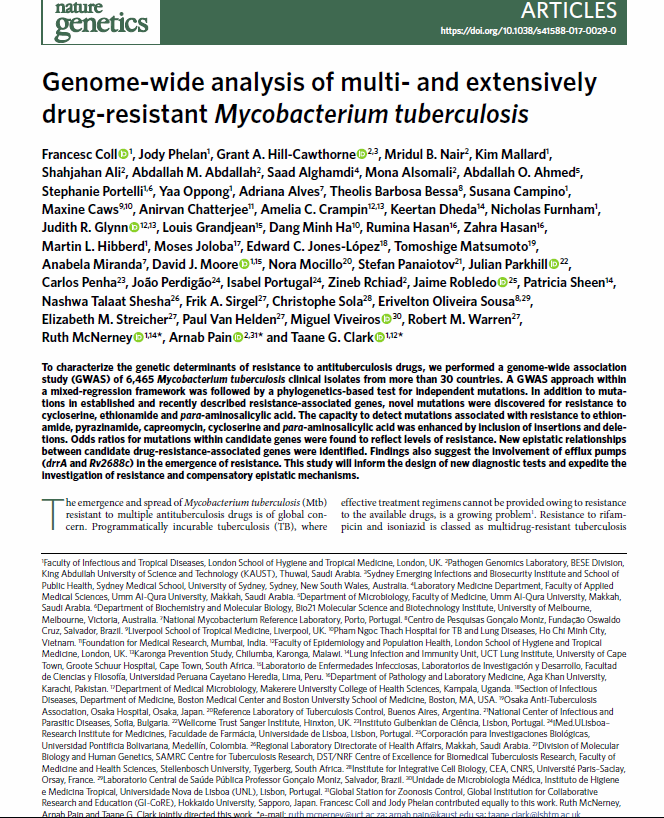 nature
genetics
ARTICLES
https://doi.org/10.1038/s41588-017-0029-0
Genome-wide analysis of multi- and extensively
drug-resistant Mycobacterium tuberculosis
Francesc Coll1, Jody Phelan1, Grant A. Hill-Cawthorne2,3, Mridul B. Nair2, Kim Mallard1,
Shahjahan Ali2, Abdallah M. Abdallah2, Saad Alghamdi4, Mona Alsomali2, Abdallah O. Ahmed5,
Stephanie Portelli1,6, Yaa Oppong1, Adriana Alves7, Theolis Barbosa Bessa8, Susana Campino1,
Maxine Caws9,10, Anirvan Chatterjee11, Amelia C. Crampin12,13, Keertan Dheda14, Nicholas Furnham1,
Judith R. Glynn12,13, Louis Grandjean15, Dang Minh Ha10, Rumina Hasan16, Zahra Hasan16,
Martin L. Hibberd1, Moses Joloba17, Edward C. Jones-López18, Tomoshige Matsumoto19,
Anabela Miranda7, David J. Moore1,15, Nora Mocillo20, Stefan Panaiotov21, Julian Parkhill22,
Carlos Penha23, João Perdigão24, Isabel Portugal24, Zineb Rchiad2, Jaime Robledo25, Patricia Sheen14,
Nashwa Talaat Shesha26, Frik A. Sirgel27, Christophe Sola28, Erivelton Oliveira Sousa8,29,
Elizabeth M. Streicher27, Paul Van Helden27, Miguel Viveiros30, Robert M. Warren27,
Ruth McNerney1,14*, Arnab Pain2,31* and Taane G. Clark1,12*
To characterize the genetic determinants of resistance to antituberculosis drugs, we performed a genome-wide association
study (GWAS) of 6,465 Mycobacterium tuberculosis clinical isolates from more than 30 countries. A GWAS approach within
a mixed-regression framework was followed by a phylogenetics-based test for independent mutations. In addition to muta-
tions in established and recently described resistance-associated genes, novel mutations were discovered for resistance to
cycloserine, ethionamide and para-aminosalicylic acid. The capacity to detect mutations associated with resistance to ethion-
amide, pyrazinamide, capreomycin, cycloserine and para-aminosalicylic acid was enhanced by inclusion of insertions and dele-
tions. Odds ratios for mutations within candidate genes were found to reflect levels of resistance. New epistatic relationships
between candidate drug-resistance-associated genes were identified. Findings also suggest the involvement of efflux pumps
(drrA and Rv2688c) in the emergence of resistance. This study will inform the design of new diagnostic tests and expedite the
investigation of resistance and compensatory epistatic mechanisms.
The emergence and spread of Mycobacterium tuberculosis (Mtb)
resistant to multiple antituberculosis drugs is of global con-
cern. Programmatically incurable tuberculosis (TB), where
effective treatment regimens cannot be provided owing to resistance
to the available drugs, is a growing problem1. Resistance to rifam-
picin and isoniazid is classed as multidrug-resistant tuberculosis
1Faculty of Infectious and Tropical Diseases, London School of Hygiene and Tropical Medicine, London, UK. 2Pathogen Genomics Laboratory, BESE Division,
King Abdullah University of Science and Technology (KAUST), Thuwal, Saudi Arabia. 3Sydney Emerging Infections and Biosecurity Institute and School of
Public Health, Sydney Medical School, University of Sydney, Sydney, New South Wales, Australia. 4Laboratory Medicine Department, Faculty of Applied
Medical Sciences, Umm Al-Qura University, Makkah, Saudi Arabia. 5Department of Microbiology, Faculty of Medicine, Umm Al-Qura University, Makkah,
Saudi Arabia. 6Department of Biochemistry and Molecular Biology, Bio21 Molecular Science and Biotechnology Institute, University of Melbourne,
Melbourne, Victoria, Australia. 7National Mycobacterium Reference Laboratory, Porto, Portugal. 8Centro de Pesquisas Gonçalo Moniz, Fundação Oswaldo
Cruz, Salvador, Brazil. 9Liverpool School of Tropical Medicine, Liverpool, UK. 10Pham Ngoc Thach Hospital for TB and Lung Diseases, Ho Chi Minh City,
Vietnam. 11Foundation for Medical Research, Mumbai, India. 12Faculty of Epidemiology and Population Health, London School of Hygiene and Tropical
Medicine, London, UK. 13Karonga Prevention Study, Chilumba, Karonga, Malawi. 14Lung Infection and Immunity Unit, UCT Lung Institute, University of Cape
Town, Groote Schuur Hospital, Cape Town, South Africa. 15Laboratorio de Enfermedades Infecciosas, Laboratorios de Investigación y Desarrollo, Facultad
de Ciencias y Filosofía, Universidad Peruana Cayetano Heredia, Lima, Peru. 16Department of Pathology and Laboratory Medicine, Aga Khan University,
Karachi, Pakistan. 17Department of Medical Microbiology, Makerere University College of Health Sciences, Kampala, Uganda. 18Section of Infectious
Diseases, Department of Medicine, Boston Medical Center and Boston University School of Medicine, Boston, MA, USA. 19Osaka Anti-Tuberculosis
Association, Osaka Hospital, Osaka, Japan. 20Reference Laboratory of Tuberculosis Control, Buenos Aires, Argentina. 21National Center of Infectious and
Parasitic Diseases, Sofia, Bulgaria. 22Wellcome Trust Sanger Institute, Hinxton, UK. 23Instituto Gulbenkian de Ciência, Lisbon, Portugal. 24iMed.ULisboa–
Research Institute for Medicines, Faculdade de Farmácia, Universidade de Lisboa, Lisbon, Portugal. 25Corporación para Investigaciones Biológicas,
Universidad Pontificia Bolivariana, Medellín, Colombia. 26Regional Laboratory Directorate of Health Affairs, Makkah, Saudi Arabia. 27Division of Molecular
Biology and Human Genetics, SAMRC Centre for Tuberculosis Research, DST/NRF Centre of Excellence for Biomedical Tuberculosis Research, Faculty of
Medicine and Health Sciences, Stellenbosch University, Tygerberg, South Africa. 28Institute for Integrative Cell Biology, CEA, CNRS, Université Paris–Saclay,
Orsay, France. 29Laboratorio Central de Saúde Pública Professor Gonçalo Moniz, Salvador, Brazil. 30Unidade de Microbiologia Médica, Instituto de Higiene
e Medicina Tropical, Universidade Nova de Lisboa (UNL), Lisbon, Portugal. 31Global Station for Zoonosis Control, Global Institution for Collaborative
Research and Education (GI-CoRE), Hokkaido University, Sapporo, Japan. Francesc Coll and Jody Phelan contributed equally to this work. Ruth McNerney,
Arnab Pain and Taane G. Clark jointly directed this work. *e-mail: ruth.mcnerney@uct.ac.za; arnab.pain@kaust.edu.sa; taane.clark@lshtm.ac.uk